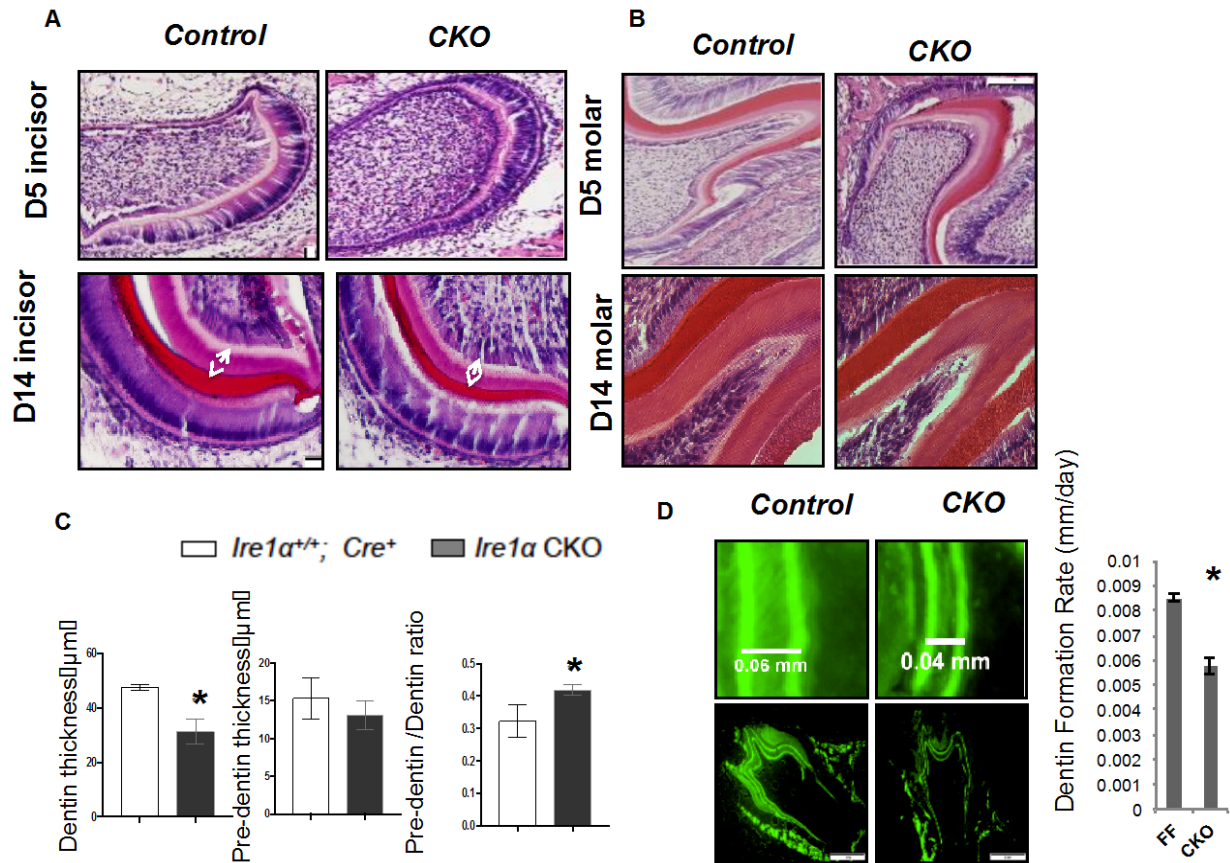 A
Control
CKO
D5 incisor
D14 incisor
B
D5 molar
D14 molar
C
Ire1α+/+; Cre+
Ire1α CKO
Dentin thickness▯µm▯
60
40
20
0
*
Pre-dentin thickness▯µm▯
20
15
10
5
0
Pre-dentin /Dentin ratio
0.5
0.4
0.3
0.2
0.1
0.0
*
Control
CKO
D
0.06 mm
0.04 mm
Dentin Formation Rate (mm/day)
0.01
0.009
0.008
0.007
0.006
0.005
0.004
0.003
0.002
0.001
0
*
FF
CKO